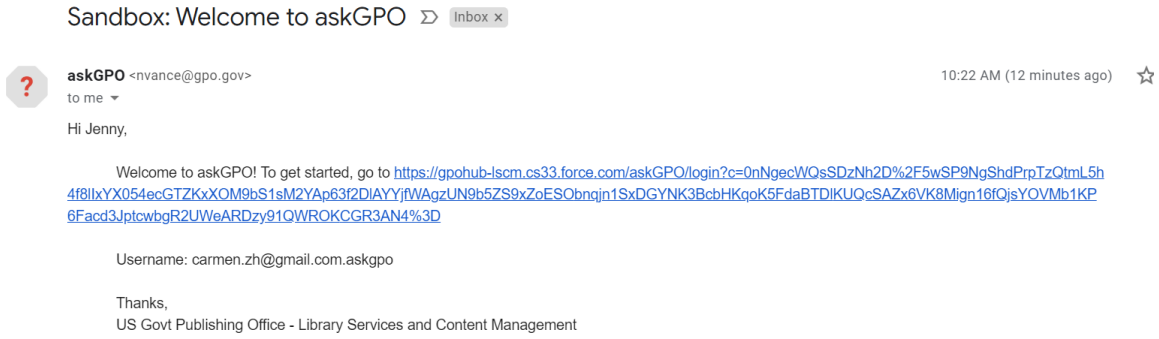 Sandbox: Welcome to askGPO Inbox x
askGPO <nvance@gpo.gov> 10:22 AM (12 minutes ago)
to me
Hi Jenny,
Welcome to askGPO! To get started, go to https://gpohub-lscm.cs33.force.com/askGPO/login?c=0nNgecWQsSDzNh2D%2F5wSP9NgShdPrpTzQtmL5h
4f8lIxYX054ecGTZKxXOM9bS1sM2YAp63f2DlAYYjfWAgzUN9b5ZS9xZoESObnqjn1SxDGYNK3BcbHKqoK5FdaBTDlKUQcSAZx6VK8Mign16fQjsYOVMb1KP
6Facd3JptcwbgR2UWeARDzy91QWROKCGR3AN4%3D
Username: carmen.zh@gmail.com.askgpo
Thanks,
US Govt Publishing Office - Library Services and Content Management